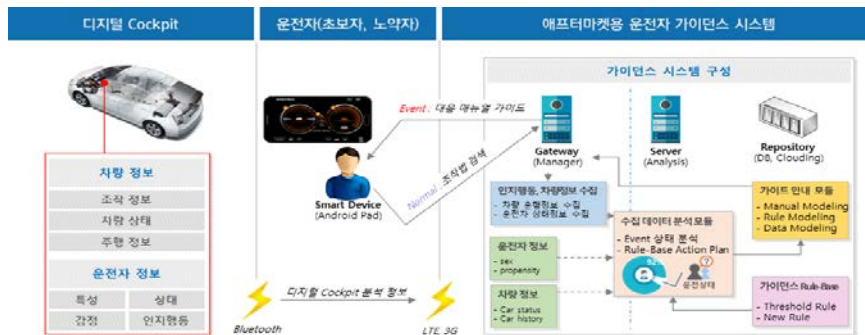 디지털 Cockpit
운전자(초보자, 노약자)
애프터마켓용 운전자 가이던스 시스템
차량 정보
조작 정보
차량 상태
주행 정보
운전자 정보
특성
상태
감정
인지행동
Smart Device
(Android Pad)
Event : 대응 매뉴얼 가이드
Normal : 조작법 검색
디지털 Cockpit 분석 정보
Bluetooth
LTE, 3G
가이던스 시스템 구성
Gateway
(Manager)
Server
(Analysis)
Repository
(DB, Clouding)
인지행동, 차량정보 수집
- 차량 운행정보 수집
- 운전자 상태정보 수집
운전자 정보
- sex
- propensity
차량 정보
- Car status
- Car history
수집 데이터 분석 모듈
- Event 상태 분석
- Rule-Base Action Plan
운전상태
가이드 안내 모듈
- Manual Modeling
- Rule Modeling
- Data Modeling
가이던스 Rule-Base
- Threshold Rule
- New Rule